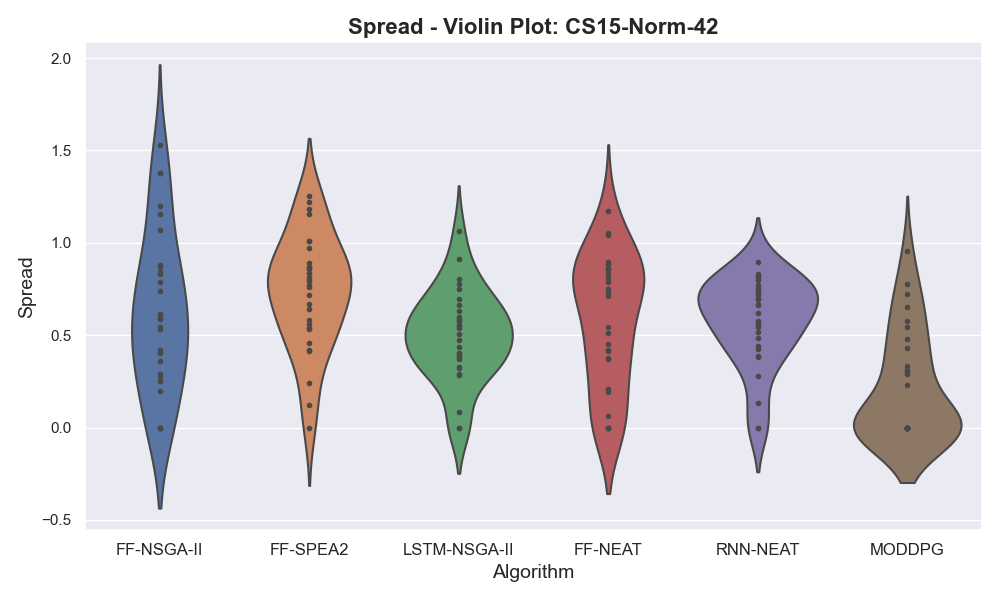 Spread - Violin Plot: CS15-Norm-42
2.0
1.5
1.0
0.5
0.0
−0.5
Spread
FF-NSGA-II FF-SPEA2 LSTM-NSGA-II FF-NEAT RNN-NEAT MODDPG
Algorithm